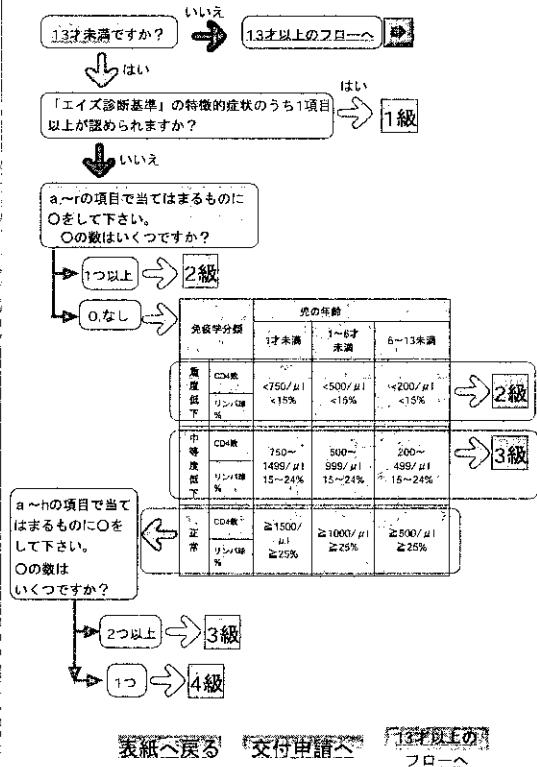 いいえ
13才未満ですか？
13才以上のフローへ
はい
「エイズ診断基準」の特徴的症状のうち1項目
以上が認められますか？
はい
1級
いいえ
a.～rの項目で当てはまるものに
○をして下さい。
○の数はいくつですか？
1つ以上
2級
0,なし
免疫学分類
児の年齢
1才未満
1～6才
未満
6～13未満
重度低下
CD4数
リンパ球
%
<750/μl
<15%
<500/μl
<15%
<200/μl
<15%
2級
中等度低下
CD4数
リンパ球
%
750～
1499/μl
15～24%
500～
999/μl
15～24%
200～
499/μl
15～24%
3級
正常
CD4数
リンパ球
%
≧1500/
μl
≧25%
≧1000/μl
≧25%
≧500/μl
≧25%
a～hの項目で当て
はまるものに○を
して下さい。
○の数は
いくつですか？
2つ以上
3級
1つ
4級
表紙へ戻る
交付申請へ
13才以上の
フローへ